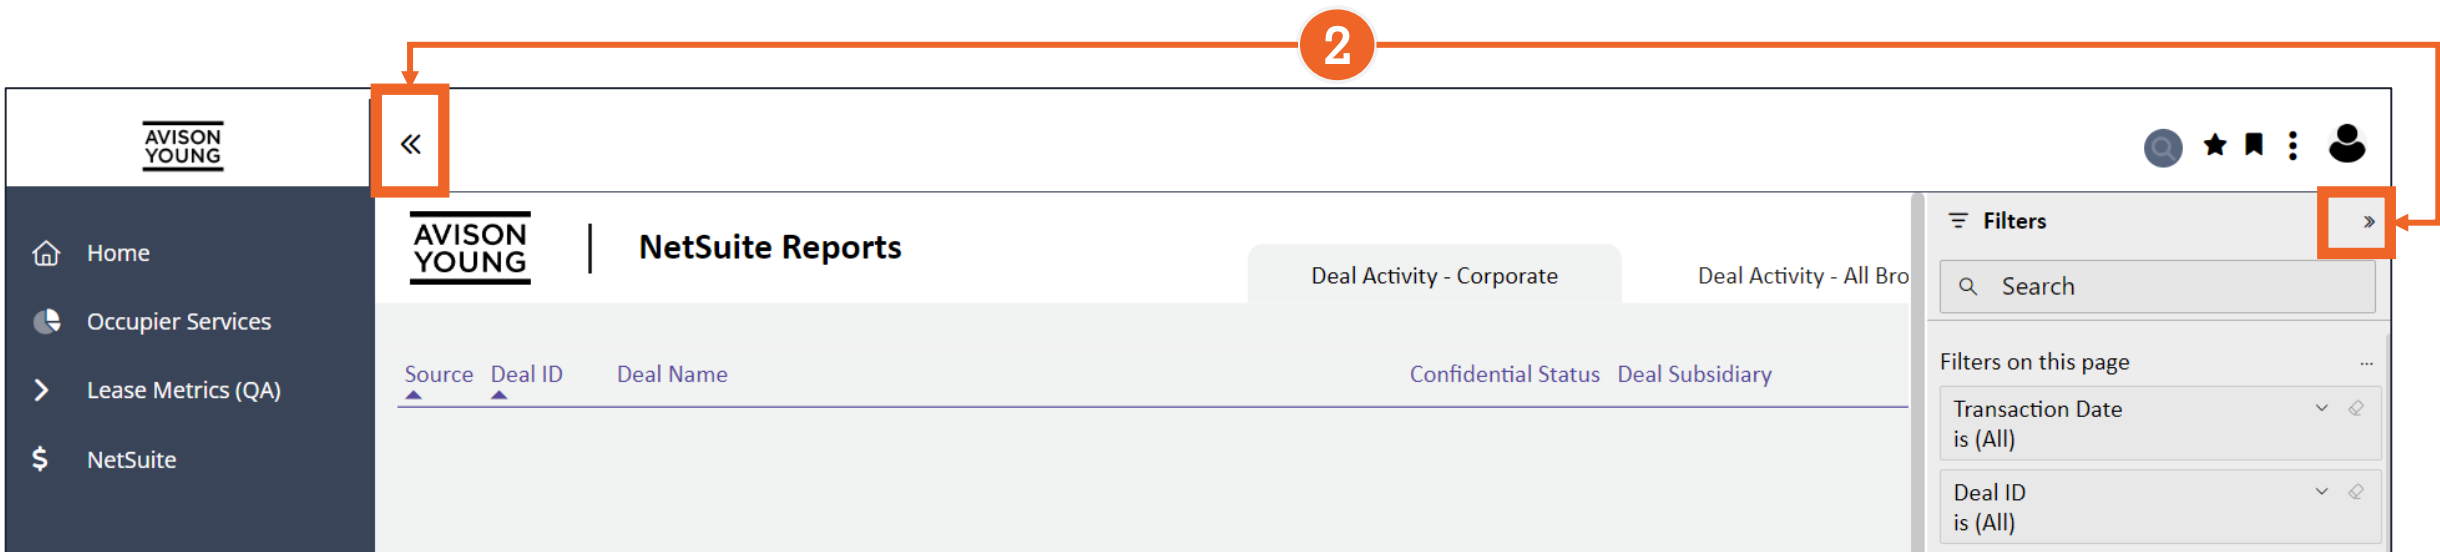 2
AVISON
YOUNG
Home
Occupier Services
Lease Metrics (QA)
NetSuite
AVISON
YOUNG
NetSuite Reports
Deal Activity - Corporate
Deal Activity - All Bro
Source Deal ID Deal Name Confidential Status Deal Subsidiary
Filters
Search
Filters on this page
Transaction Date
is (All)
Deal ID
is (All)